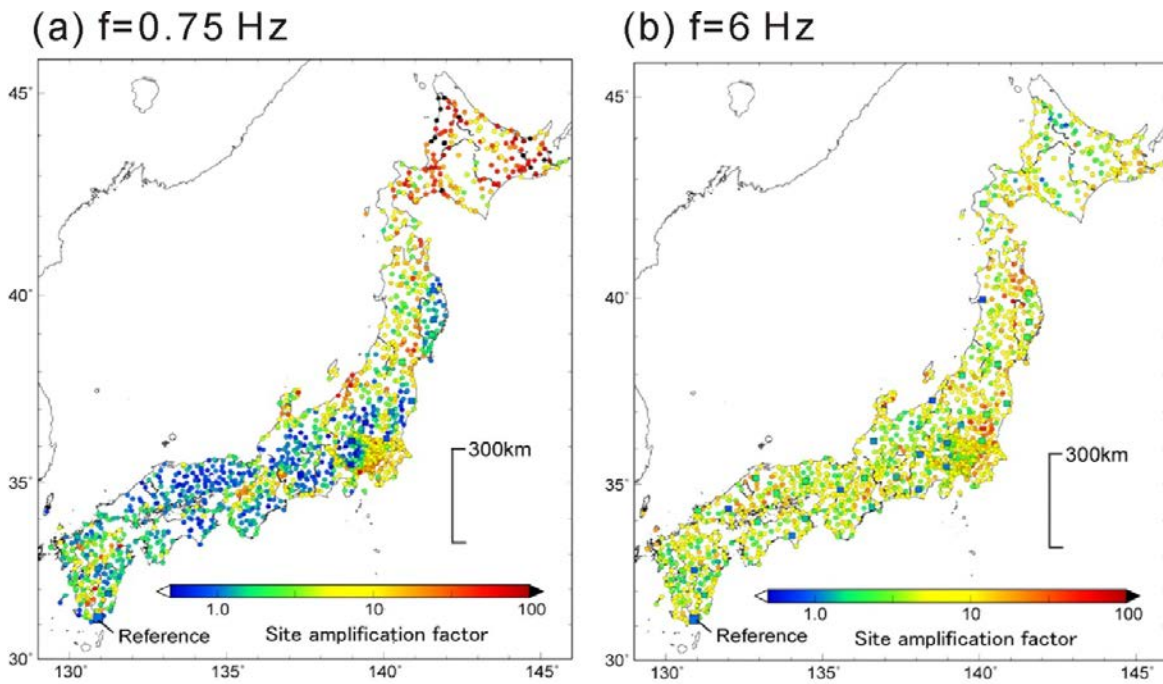 (a) f=0.75 Hz
45°
40°
35°
30°
130°
135°
140°
145°
300km
1.0
10
100
Reference
Site amplification factor
(b) f=6 Hz
45°
40°
35°
30°
130°
135°
140°
145°
300km
1.0
10
100
Reference
Site amplification factor